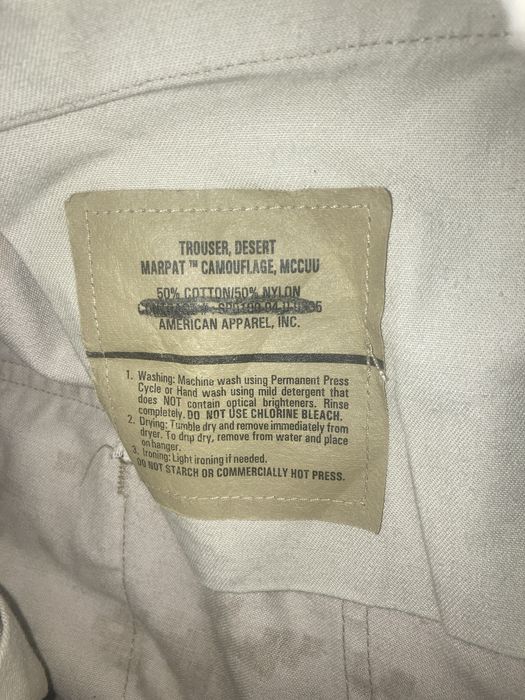 TROUSER, DESERT
MARPAT™ CAMOUFLAGE, MCCUU
50% COTTON/50% NYLON
AMERICAN APPAREL, INC.
1. Washing: Machine wash using Permanent Press
Cycle or Hand wash using mild detergent that
does NOT contain optical brighteners. Rinse
completely. DO NOT USE CHLORINE BLEACH.
2. Drying: Tumble dry and remove immediately from
dryer. To drip dry, remove from water and place
on hanger.
3. Ironing: Light ironing if needed.
DO NOT STARCH OR COMMERCIALLY HOT PRESS.